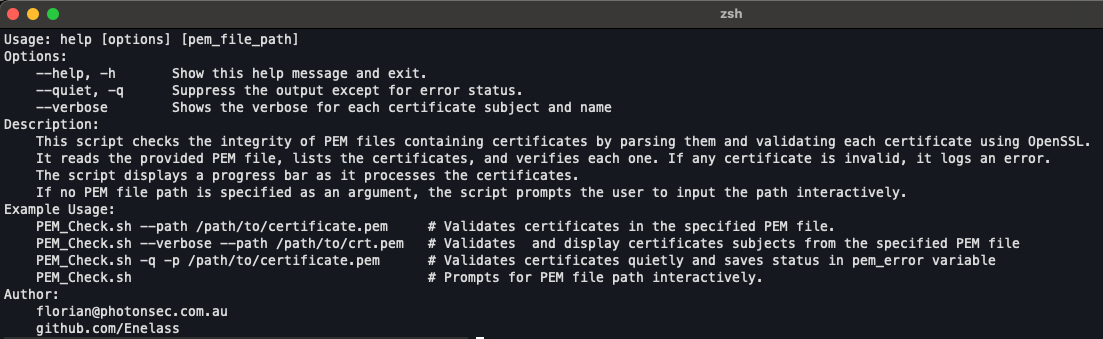 zsh
Usage: help [options] [pem_file_path]
Options:
    --help, -h       Show this help message and exit.
    --quiet, -q      Suppress the output except for error status.
    --verbose        Shows the verbose for each certificate subject and name
Description:
    This script checks the integrity of PEM files containing certificates by parsing them and validating each certificate using OpenSSL.
    It reads the provided PEM file, lists the certificates, and verifies each one. If any certificate is invalid, it logs an error.
    The script displays a progress bar as it processes the certificates.
    If no PEM file path is specified as an argument, the script prompts the user to input the path interactively.
Example Usage:
    PEM_Check.sh --path /path/to/certificate.pem     # Validates certificates in the specified PEM file.
    PEM_Check.sh --verbose --path /path/to/crt.pem   # Validates  and display certificates subjects from the specified PEM file
    PEM_Check.sh -q -p /path/to/certificate.pem      # Validates certificates quietly and saves status in pem_error variable
    PEM_Check.sh                                     # Prompts for PEM file path interactively.
Author:
    florian@photonsec.com.au
    github.com/Enelass